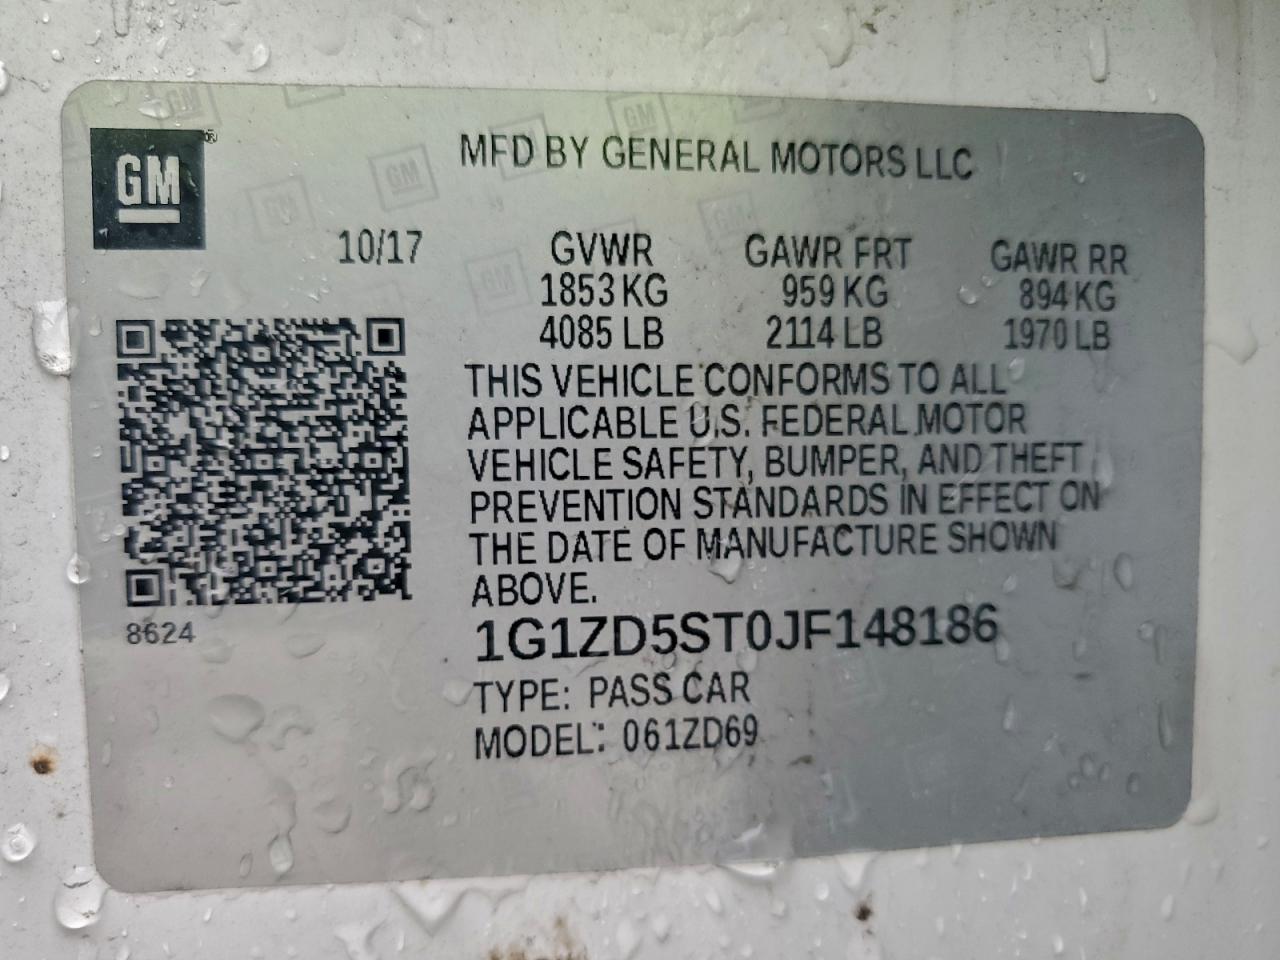 GM
MFD BY GENERAL MOTORS LLC
10/17 GVWR GAWR FRT GAWR RR
1853 KG 959 KG 894 KG
4085 LB 2114 LB 1970 LB
THIS VEHICLE CONFORMS TO ALL
APPLICABLE U.S. FEDERAL MOTOR
VEHICLE SAFETY, BUMPER, AND THEFT
PREVENTION STANDARDS IN EFFECT ON
THE DATE OF MANUFACTURE SHOWN
ABOVE.
8624
1G1ZD5ST0JF148186
TYPE: PASS CAR
MODEL: 061ZD69